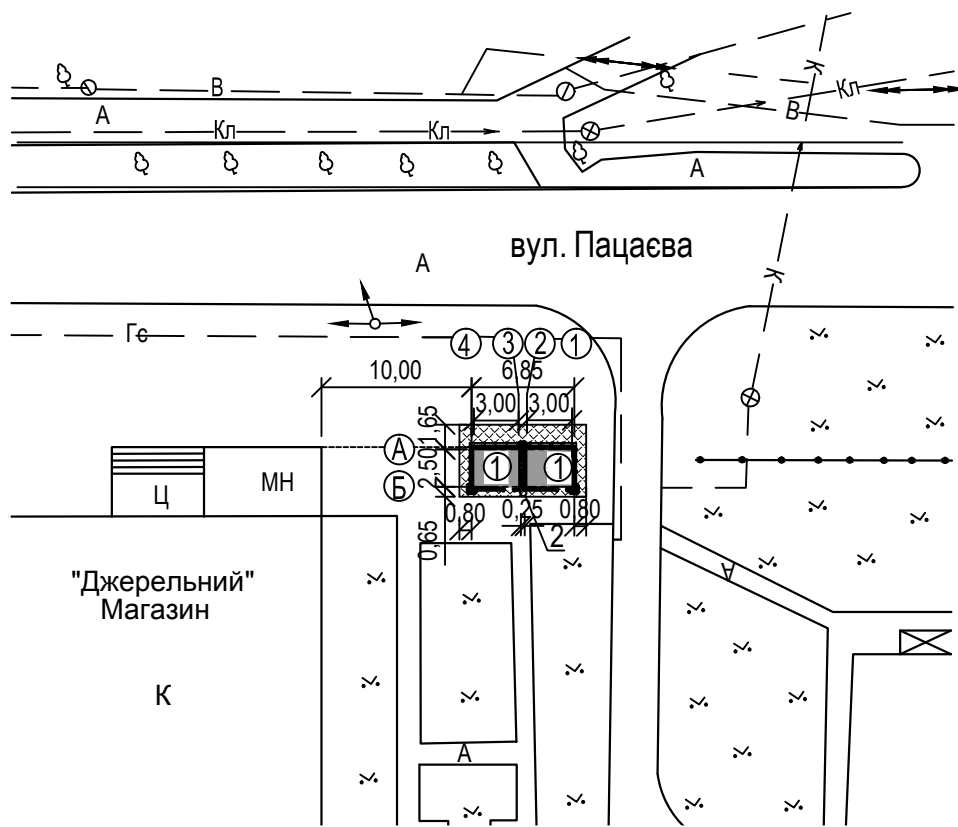 В
К
Кл
В
А
Кл
Кл
А
вул. Пацаєва
К
А
Гс
4
3
2
1
10,00
6,85
3,00
3,00
1,65
А
2,50
Б
1
1
Ц
МН
0,80
0,25
0,80
0,65
2
"Джерельний"
Магазин
А
К
А